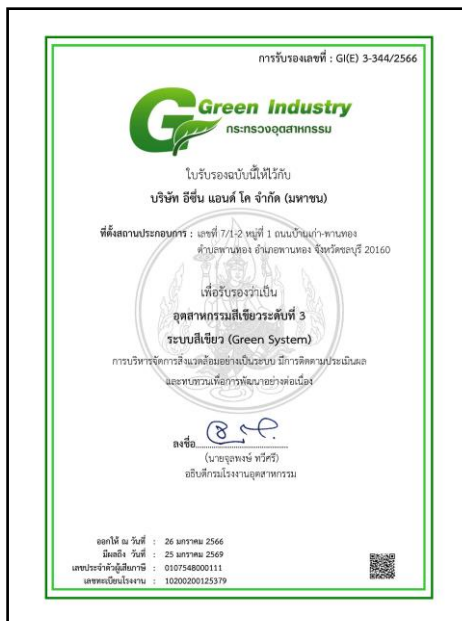 การรับรองเลขที่ : GI(E) 3-344/2566
Green Industry
กระทรวงอุตสาหกรรม
ใบรับรองฉบับนี้ให้ไว้กับ
บริษัท อีซึ่น แอนด์ โค จำกัด (มหาชน)
ที่ตั้งสถานประกอบการ : เลขที่ 7/1-2 หมู่ที่ 1 ถนนบ้านเก่า-พานทอง
ตำบลพานทอง อำเภอพานทอง จังหวัดชลบุรี 20160
เพื่อรับรองว่าเป็น
อุตสาหกรรมสีเขียวระดับที่ 3
ระบบสีเขียว (Green System)
การบริหารจัดการสิ่งแวดล้อมอย่างเป็นระบบ มีการติดตามประเมินผล
และทบทวนเพื่อการพัฒนาอย่างต่อเนื่อง
ลงชื่อ
(นายจุลพงษ์ ทวีศรี)
อธิบดีกรมโรงงานอุตสาหกรรม
ออกให้ ณ วันที่ : 26 มกราคม 2566
มีผลถึง วันที่ : 25 มกราคม 2569
เลขประจำตัวผู้เสียภาษี : 0107548000111
เลขทะเบียนโรงงาน : 10200200125379